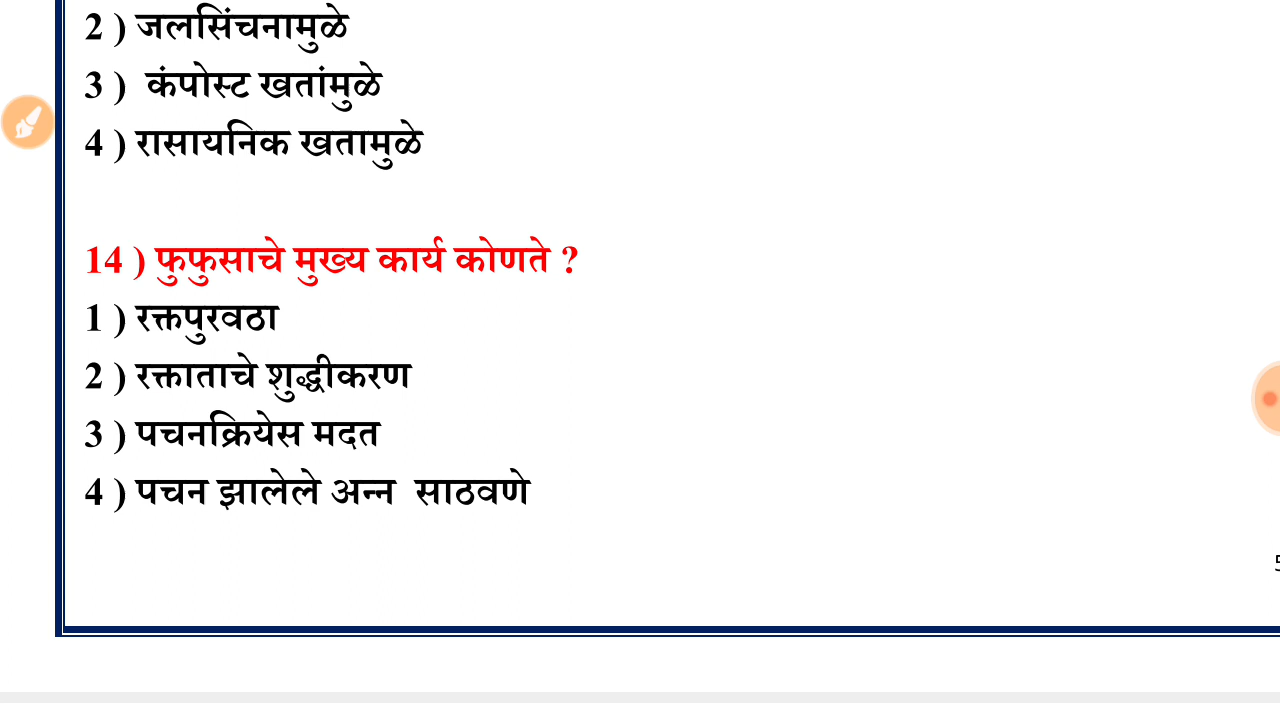 2 ) जलसिंचनामुळे
3 ) कंपोस्ट खतांमुळे
4 ) रासायनिक खतामुळे
14 ) फुफुसाचे मुख्य कार्य कोणते ?
1 ) रक्तपुरवठा
2 ) रक्ताताचे शुद्धीकरण
3 ) पचनक्रियेस मदत
4 ) पचन झालेले अन्न साठवणे